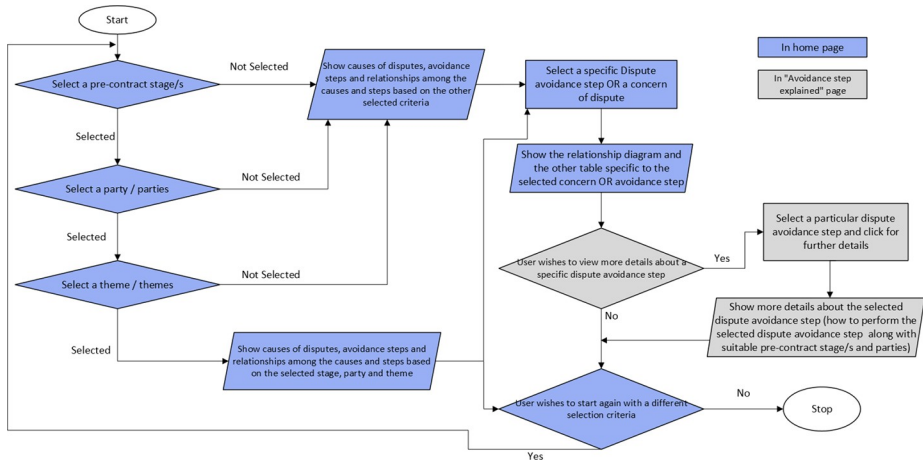 Start
In home page
In "Avoidance step
explained" page
Select a pre-contract stage/s
Not Selected
Show causes of disputes, avoidance
steps and relationships among the
causes and steps based on the other
selected criteria
Select a specific Dispute
avoidance step OR a concern
of dispute
Selected
Show the relationship diagram and
the other table specific to the
selected concern OR avoidance step
Select a party / parties
Not Selected
Selected
Select a particular dispute
avoidance step and click for
further details
User wishes to view more details about a
specific dispute avoidance step
Yes
Select a theme / themes
Not Selected
No
Show more details about the selected
dispute avoidance step (how to perform the
selected dispute avoidance step along with
suitable pre-contract stage/s and parties)
Selected
Show causes of disputes, avoidance steps and
relationships among the causes and steps based
on the selected stage, party and theme
User wishes to start again with a different
selection criteria
No
Stop
Yes